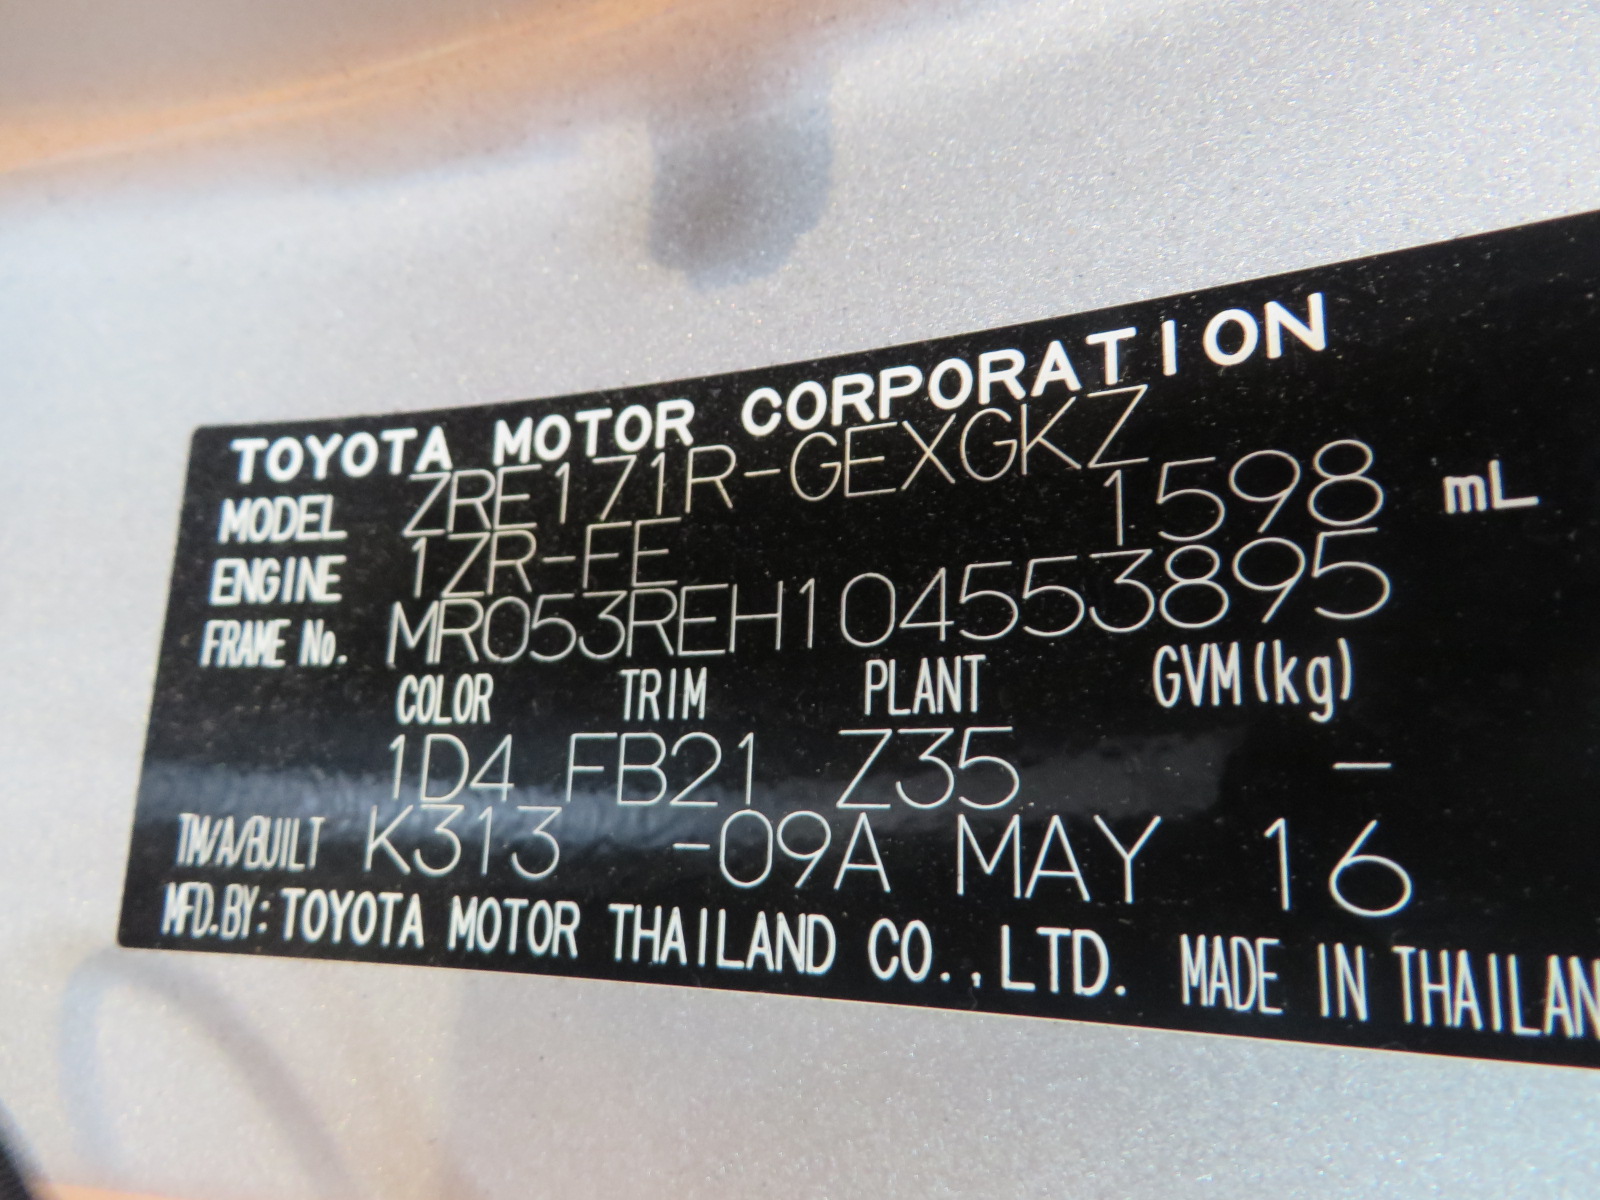 TOYOTA MOTOR CORPORATION
MODEL ZRE171R-GEXGKZ
ENGINE 1ZR-FE 1598 mL
FRAME No. MR053REH104553895
COLOR TRIM PLANT GVM(kg)
1D4 FB21 Z35 -
TM/A/BUILT K313 -09A MAY 16
MFD.BY: TOYOTA MOTOR THAILAND CO.,LTD. MADE IN THAILAN